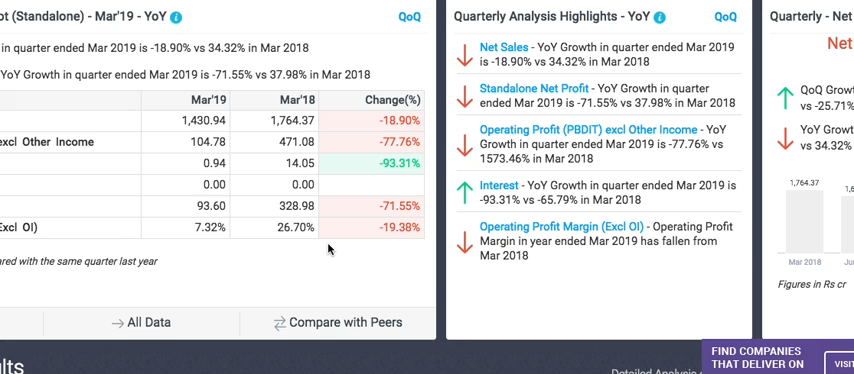 ot (Standalone) - Mar'19 - YoY
QoQ
in quarter ended Mar 2019 is -18.90% vs 34.32% in Mar 2018
YoY Growth in quarter ended Mar 2019 is -71.55% vs 37.98% in Mar 2018
Mar'19 Mar'18 Change(%)
1,430.94 1,764.37 -18.90%
excl Other Income 104.78 471.08 -77.76%
0.94 14.05 -93.31%
0.00 0.00
93.60 328.98 -71.55%
Excl OI) 7.32% 26.70% -19.38%
ared with the same quarter last year
All Data
Compare with Peers
ults
Quarterly Analysis Highlights - YoY
QoQ
Net Sales - YoY Growth in quarter ended Mar 2019
is -18.90% vs 34.32% in Mar 2018
Standalone Net Profit - YoY Growth in quarter
ended Mar 2019 is -71.55% vs 37.98% in Mar 2018
Operating Profit (PBDIT) excl Other Income - YoY
Growth in quarter ended Mar 2019 is -77.76% vs
1573.46% in Mar 2018
Interest - YoY Growth in quarter ended Mar 2019 is
-93.31% vs -65.79% in Mar 2018
Operating Profit Margin (Excl OI) - Operating Profit
Margin in year ended Mar 2019 has fallen from
Mar 2018
Quarterly - Net
Net
QoQ Growt
vs -25.71%
YoY Growt
vs 34.32%
1,764.37
1,6
Mar 2018
Ju
Figures in Rs cr
Detailed Analysis
FIND COMPANIES
THAT DELIVER ON
VISIT